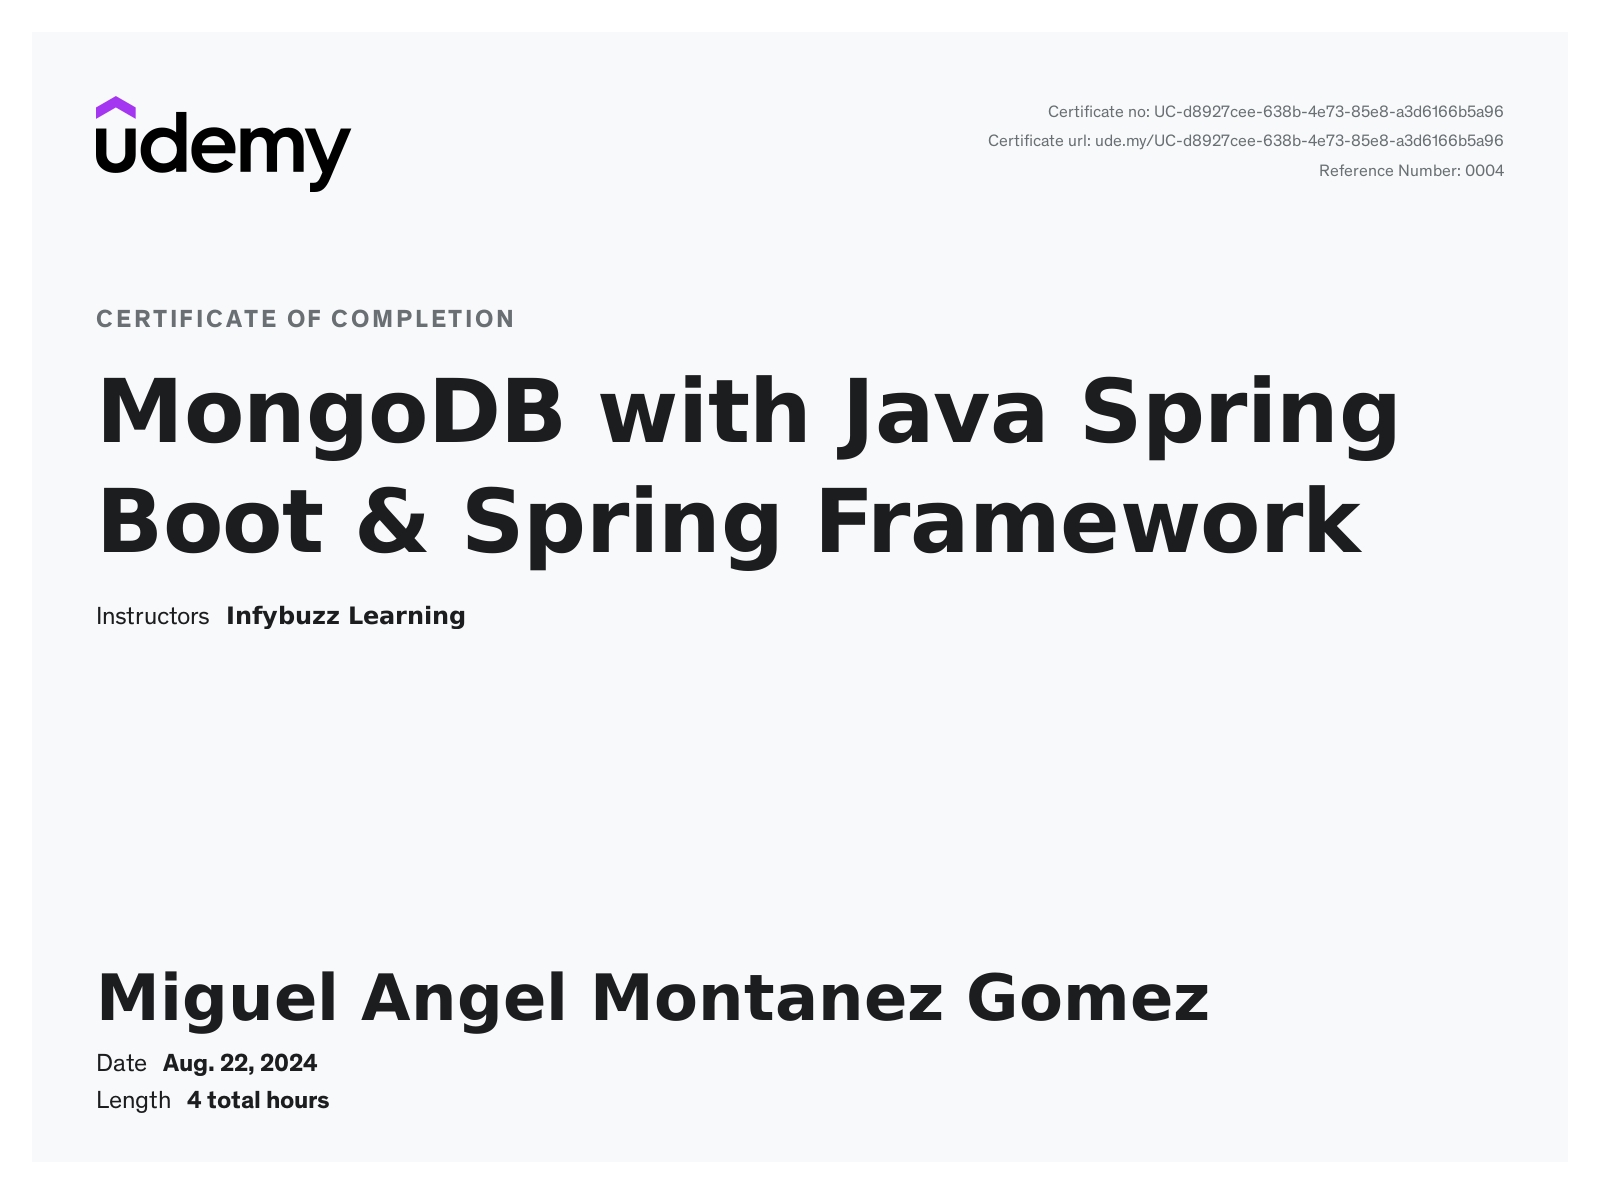 udemy
Certificate no: UC-d8927cee-638b-4e73-85e8-a3d6166b5a96
Certificate url: ude.my/UC-d8927cee-638b-4e73-85e8-a3d6166b5a96
Reference Number: 0004
CERTIFICATE OF COMPLETION
MongoDB with Java Spring
Boot & Spring Framework
Instructors Infybuzz Learning
Miguel Angel Montanez Gomez
Date Aug. 22, 2024
Length 4 total hours